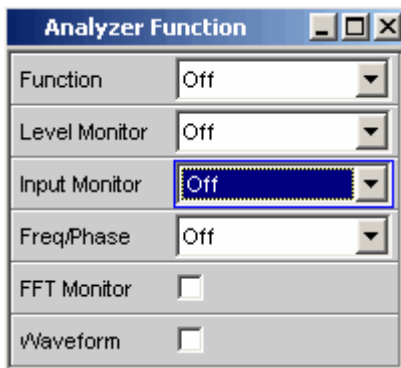 Analyzer Function
Function Off
Level Monitor Off
Input Monitor Off
Freq/Phase Off
FFT Monitor
Waveform